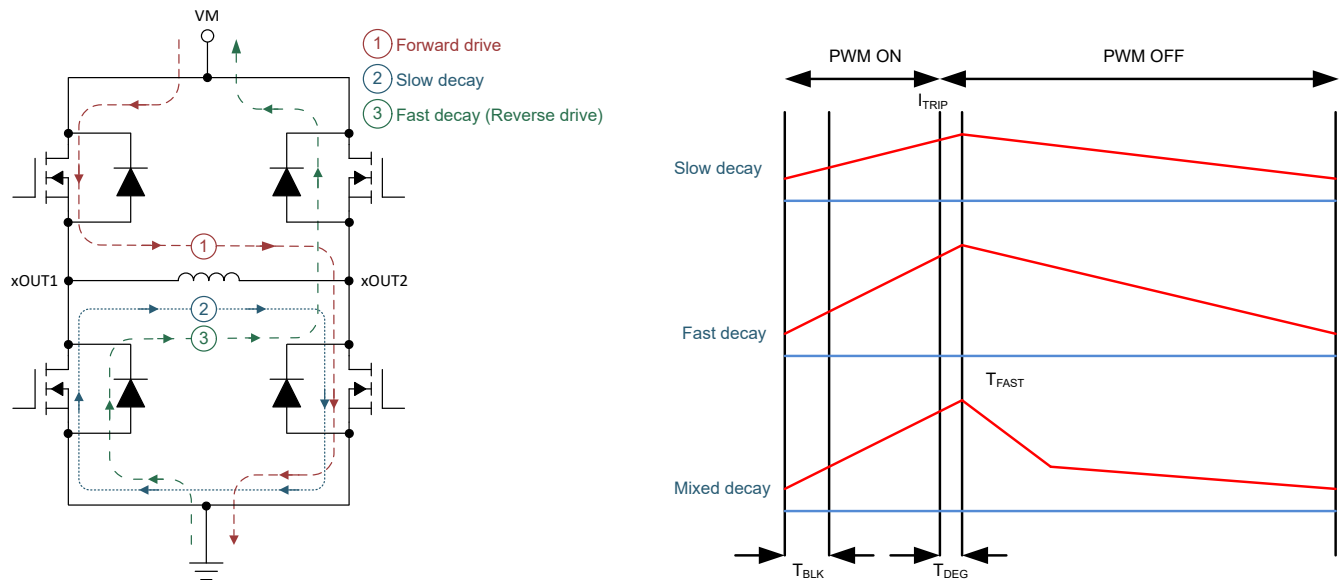 VM
1 Forward drive
2 Slow decay
3 Fast decay (Reverse drive)
1
xOUT1
xOUT2
2
3
PWM ON
PWM OFF
ITRIP
Slow decay
Fast decay
TFAST
Mixed decay
TBLK
TDEG